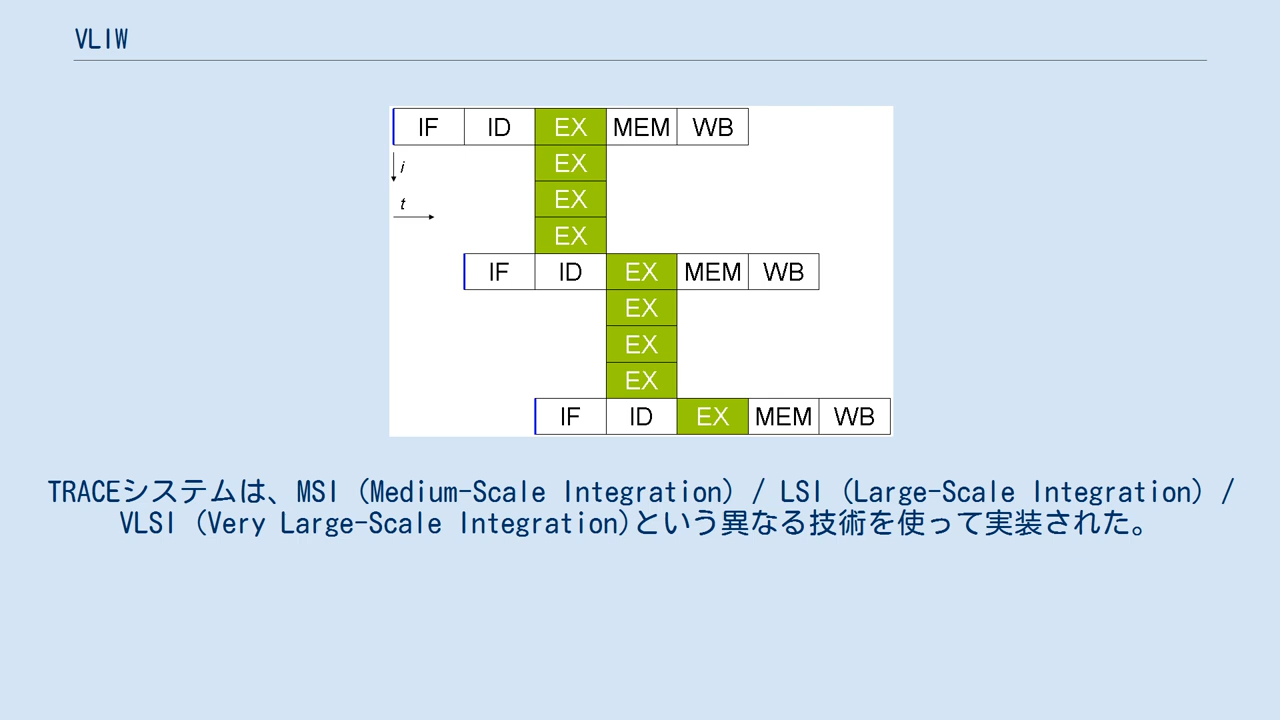 VLIW
IF ID EX MEM WB
i
EX
t
EX
EX
IF ID EX MEM WB
EX
EX
EX
IF ID EX MEM WB
TRACEシステムは、MSI (Medium-Scale Integration) / LSI (Large-Scale Integration) /
VLSI (Very Large-Scale Integration)という異なる技術を使って実装された。